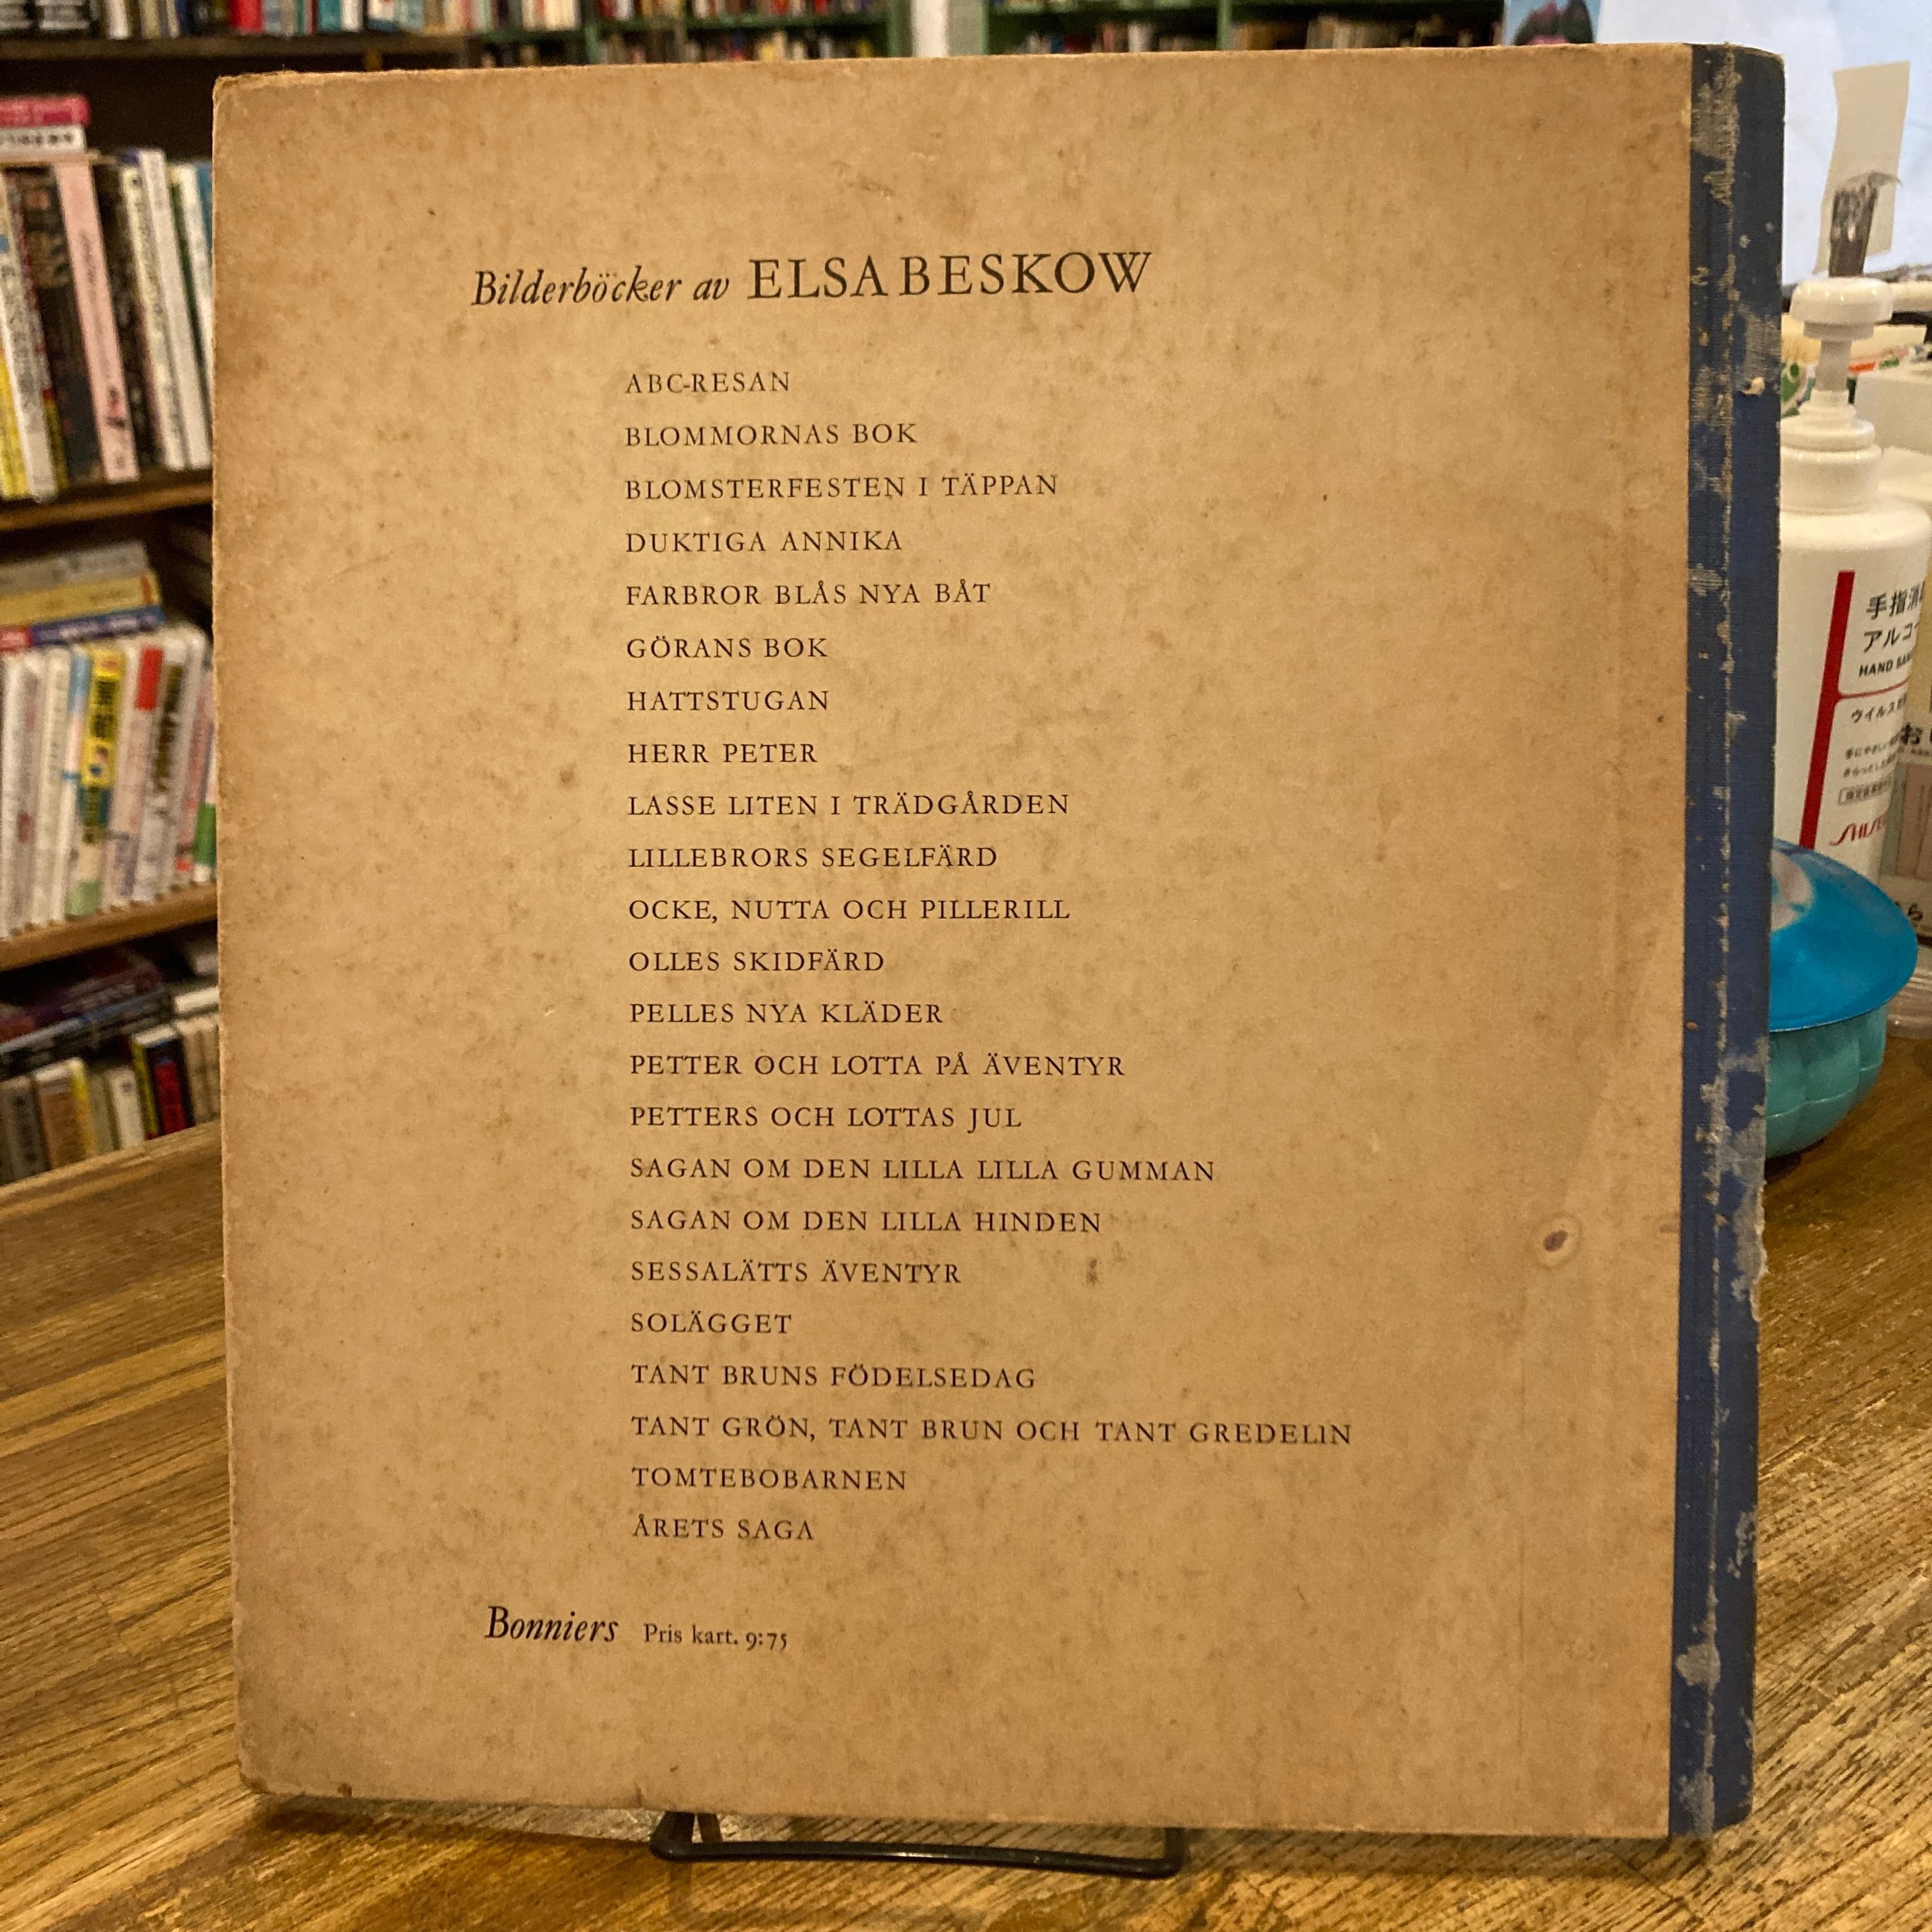 Bilderböcker av ELSA BESKOW
ABC-RESAN
BLOMMORNAS BOK
BLOMSTERFESTEN I TÄPPAN
DUKTIGA ANNIKA
FARBROR BLÅS NYA BÅT
GÖRANS BOK
HATTSTUGAN
HERR PETER
LASSE LITEN I TRÄDGÅRDEN
LILLEBRORS SEGELFÄRD
OCKE, NUTTA OCH PILLERILL
OLLES SKIDFÄRD
PELLES NYA KLÄDER
PETTER OCH LOTTA PÅ ÄVENTYR
PETTERS OCH LOTTAS JUL
SAGAN OM DEN LILLA LILLA GUMMAN
SAGAN OM DEN LILLA HINDEN
SESSALÄTTS ÄVENTYR
SOLÄGGET
TANT BRUNS FÖDELSEDAG
TANT GRÖN, TANT BRUN OCH TANT GREDELIN
TOMTEBOBARNEN
ÅRETS SAGA
Bonniers Pris kart. 9:75
手指
HAND